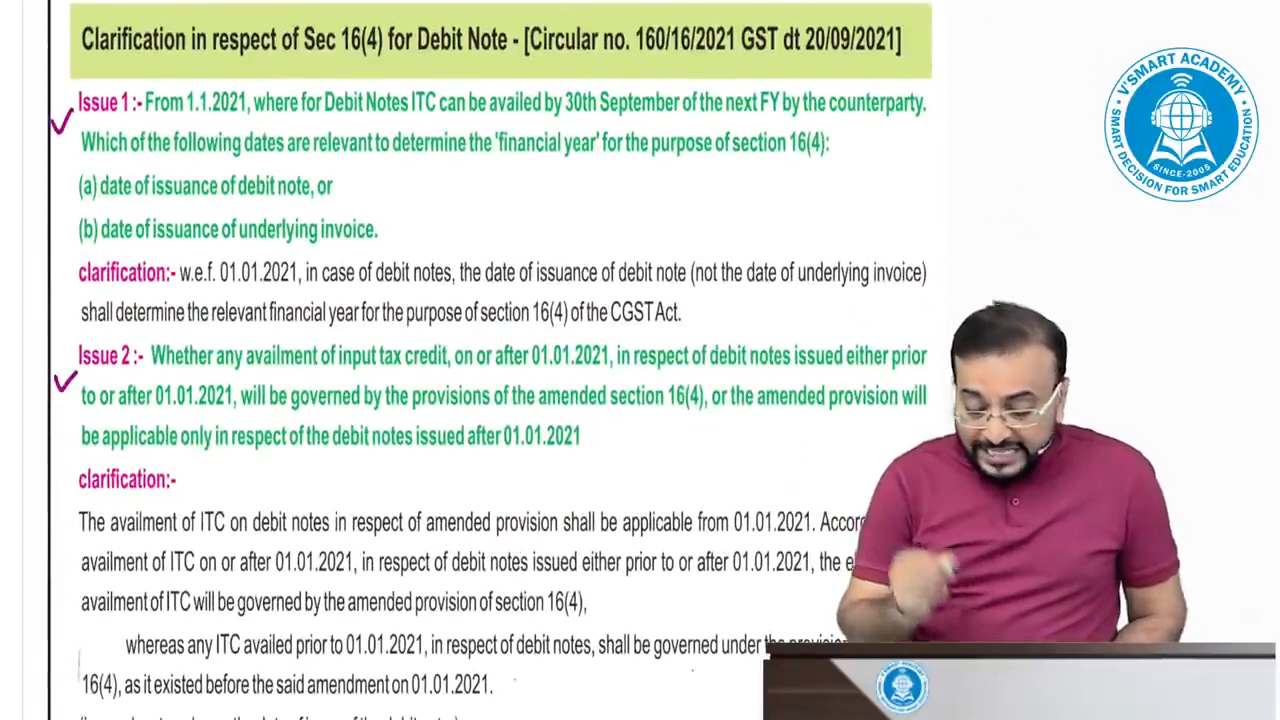 Clarification in respect of Sec 16(4) for Debit Note - [Circular no. 160/16/2021 GST dt 20/09/2021]
Issue 1 :- From 1.1.2021, where for Debit Notes ITC can be availed by 30th September of the next FY by the counterparty.
Which of the following dates are relevant to determine the 'financial year' for the purpose of section 16(4):
(a) date of issuance of debit note, or
(b) date of issuance of underlying invoice.
clarification:- w.e.f. 01.01.2021, in case of debit notes, the date of issuance of debit note (not the date of underlying invoice)
shall determine the relevant financial year for the purpose of section 16(4) of the CGST Act.
Issue 2 :- Whether any availment of input tax credit, on or after 01.01.2021, in respect of debit notes issued either prior
to or after 01.01.2021, will be governed by the provisions of the amended section 16(4), or the amended provision will
be applicable only in respect of the debit notes issued after 01.01.2021
clarification:-
The availment of ITC on debit notes in respect of amended provision shall be applicable from 01.01.2021.
availment of ITC on or after 01.01.2021, in respect of debit notes issued either prior to or after 01.01.2021, the
availment of ITC will be governed by the amended provision of section 16(4),
whereas any ITC availed prior to 01.01.2021, in respect of debit notes, shall be governed under
16(4), as it existed before the said amendment on 01.01.2021.
V'SMART ACADEMY
SINCE-2005
SMART DECISION FOR SMART EDUCATION